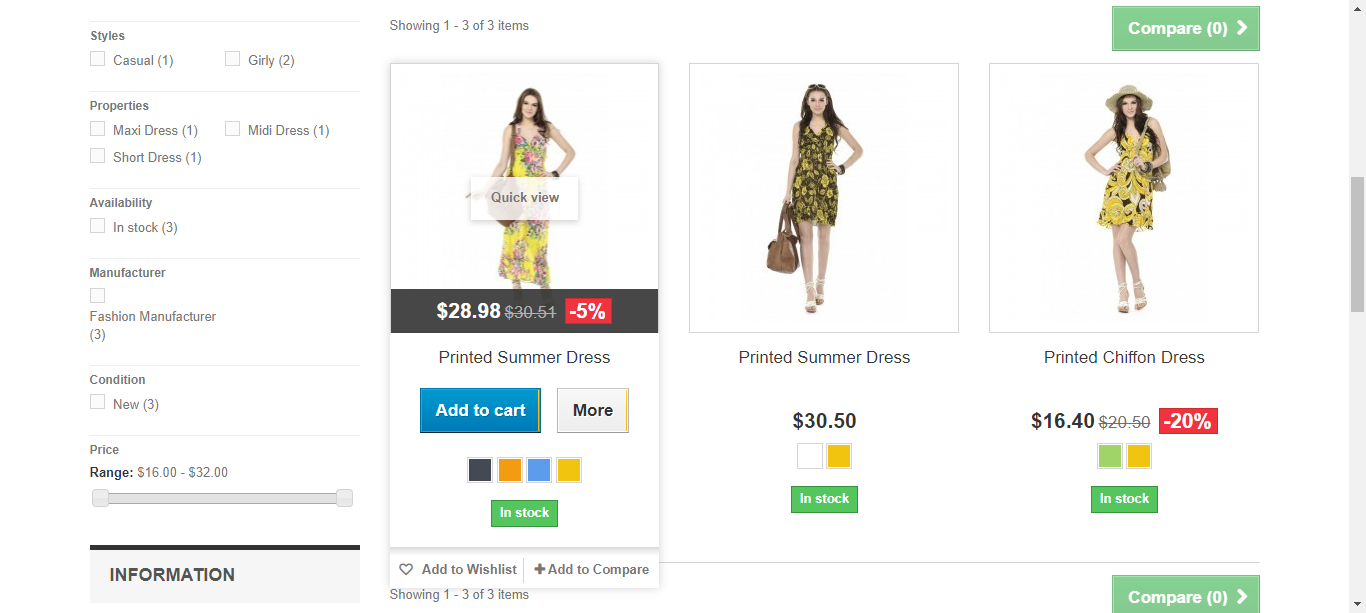 Styles
Casual (1)
Girly (2)
Properties
Maxi Dress (1)
Midi Dress (1)
Short Dress (1)
Availability
In stock (3)
Manufacturer
Fashion Manufacturer
(3)
Condition
New (3)
Price
Range: $16.00 - $32.00
INFORMATION
Showing 1 - 3 of 3 items
Compare (0)
Quick view
$28.98 $30.51 -5%
Printed Summer Dress
Add to cart
More
In stock
Add to Wishlist
Add to Compare
Printed Summer Dress
$30.50
In stock
Printed Chiffon Dress
$16.40 $20.50 -20%
In stock
Showing 1 - 3 of 3 items
Compare (0)